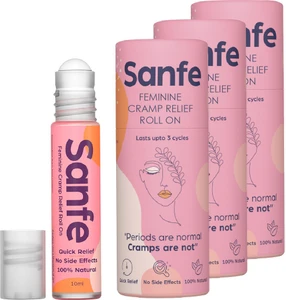 Sanfe
Feminine Cramp Relief Roll On
Quick Relief
No Side Effects
100% Natural
10ml
Sanfe
FEMININE
CRAMP RELIEF
ROLL ON
Lasts upto 3 cycles
"Periods are normal
Cramps are not"
Quick Relief
No Side Effects
100% Natural